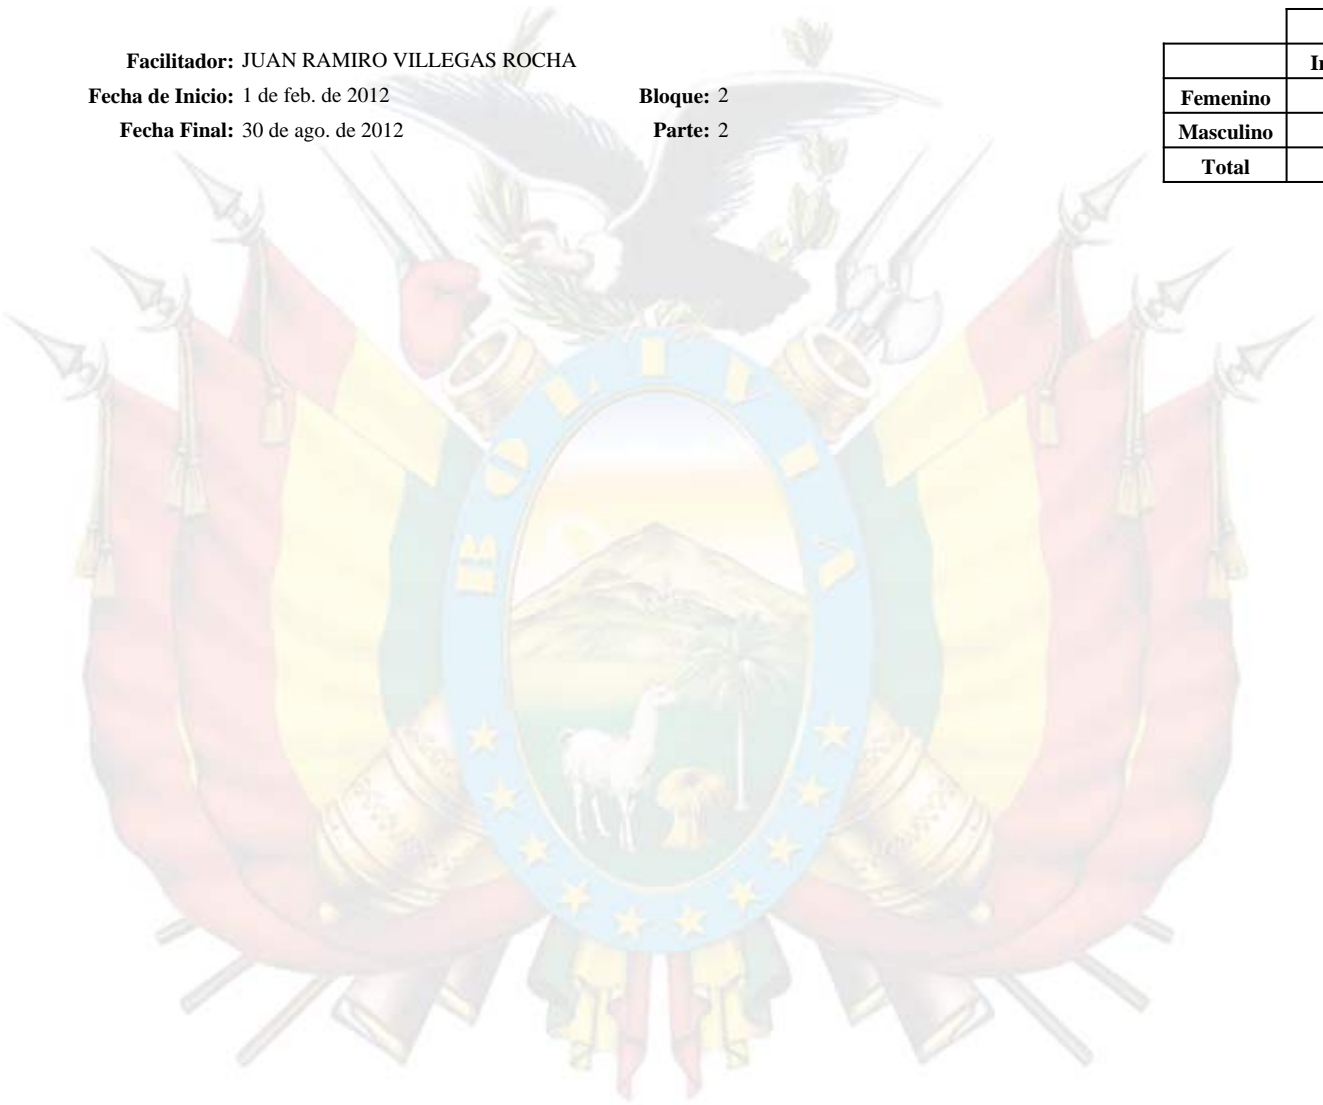 Facilitador: JUAN RAMIRO VILLEGAS ROCHA
Fecha de Inicio: 1 de feb. de 2012 Bloque: 2
Fecha Final: 30 de ago. de 2012 Parte: 2
Femenino
Masculino
Total
BOLIVIA